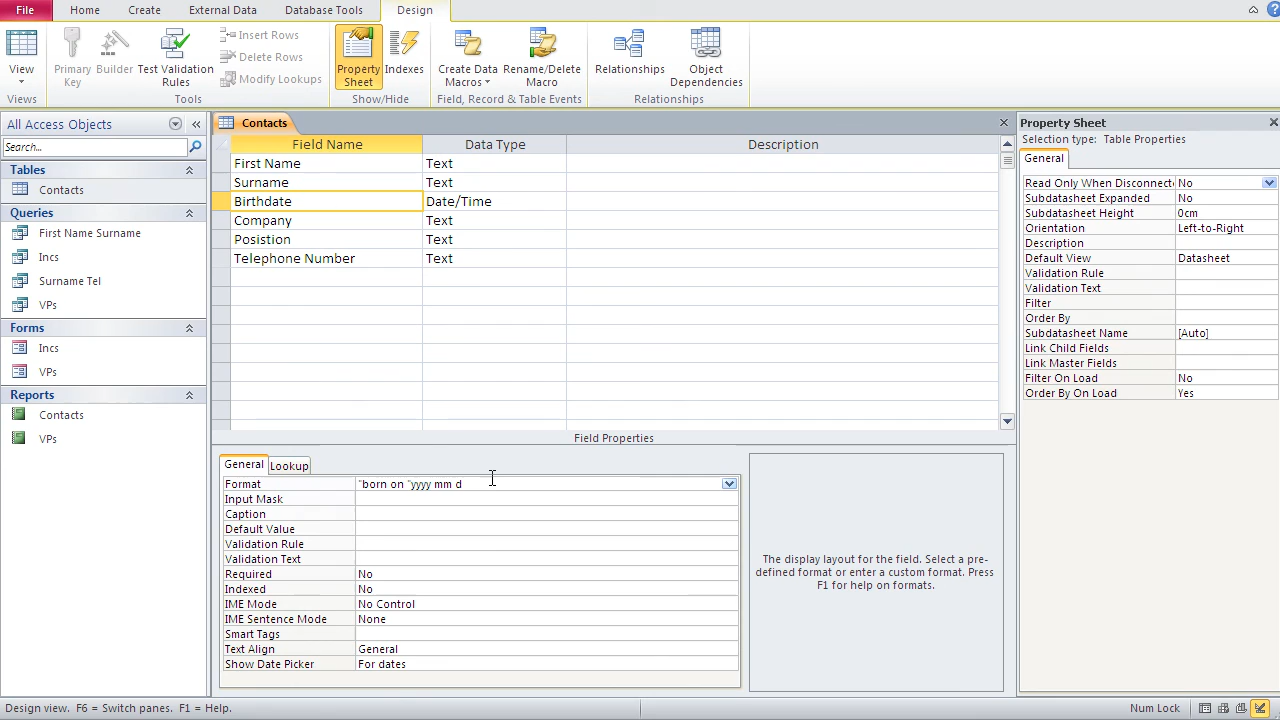 File Home Create External Data Database Tools Design
View Primary Key Builder Test Validation Rules Insert Rows Delete Rows Modify Lookups Property Sheet Indexes Create Data Macros Rename/Delete Macro Relationships Object Dependencies
Views Tools Show/Hide Field, Record & Table Events Relationships
All Access Objects
Search...
Tables
Contacts
Queries
First Name Surname
Incs
Surname Tel
VPs
Forms
Incs
VPs
Reports
Contacts
VPs
Contacts
Field Name Data Type Description
First Name Text
Surname Text
Birthdate Date/Time
Company Text
Posistion Text
Telephone Number Text
Field Properties
General Lookup
Format "born on "yyyy mm d
Input Mask
Caption
Default Value
Validation Rule
Validation Text
Required No
Indexed No
IME Mode No Control
IME Sentence Mode None
Smart Tags
Text Align General
Show Date Picker For dates
The display layout for the field. Select a pre-
defined format or enter a custom format. Press
F1 for help on formats.
Property Sheet
Selection type: Table Properties
General
Read Only When Disconnect No
Subdatasheet Expanded No
Subdatasheet Height 0cm
Orientation Left-to-Right
Description
Default View Datasheet
Validation Rule
Validation Text
Filter
Order By
Subdatasheet Name [Auto]
Link Child Fields
Link Master Fields
Filter On Load No
Order By On Load Yes
Design view. F6 = Switch panes. F1 = Help. Num Lock